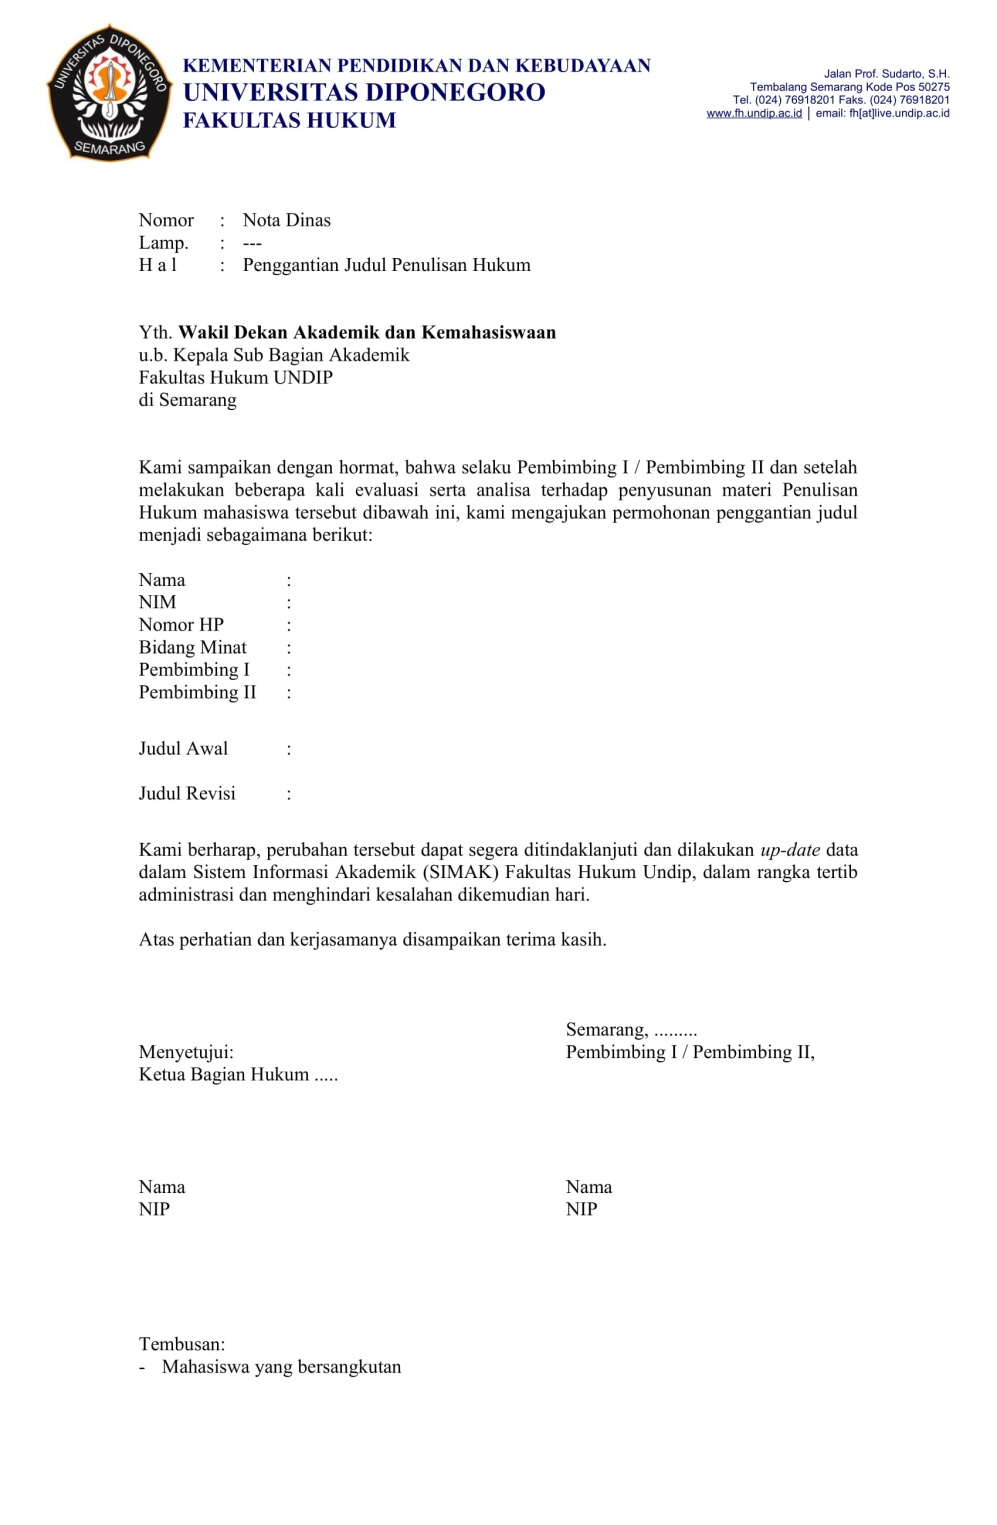 UNIVERSITAS DIPONEGORO
SEMARANG
KEMENTERIAN PENDIDIKAN DAN KEBUDAYAAN
UNIVERSITAS DIPONEGORO
FAKULTAS HUKUM
Jalan Prof. Sudarto, S.H.
Tembalang Semarang Kode Pos 50275
Tel. (024) 76918201 Faks. (024) 76918201
www.fh.undip.ac.id │ email: fh[at]live.undip.ac.id
Nomor : Nota Dinas
Lamp. : ---
H a l : Penggantian Judul Penulisan Hukum
Yth. Wakil Dekan Akademik dan Kemahasiswaan
u.b. Kepala Sub Bagian Akademik
Fakultas Hukum UNDIP
di Semarang
Kami sampaikan dengan hormat, bahwa selaku Pembimbing I / Pembimbing II dan setelah
melakukan beberapa kali evaluasi serta analisa terhadap penyusunan materi Penulisan
Hukum mahasiswa tersebut dibawah ini, kami mengajukan permohonan penggantian judul
menjadi sebagaimana berikut:
Nama :
NIM :
Nomor HP :
Bidang Minat :
Pembimbing I :
Pembimbing II :
Judul Awal :
Judul Revisi :
Kami berharap, perubahan tersebut dapat segera ditindaklanjuti dan dilakukan up-date data
dalam Sistem Informasi Akademik (SIMAK) Fakultas Hukum Undip, dalam rangka tertib
administrasi dan menghindari kesalahan dikemudian hari.
Atas perhatian dan kerjasamanya disampaikan terima kasih.
Semarang, .........
Menyetujui: Pembimbing I / Pembimbing II,
Ketua Bagian Hukum .....
Nama Nama
NIP NIP
Tembusan:
- Mahasiswa yang bersangkutan